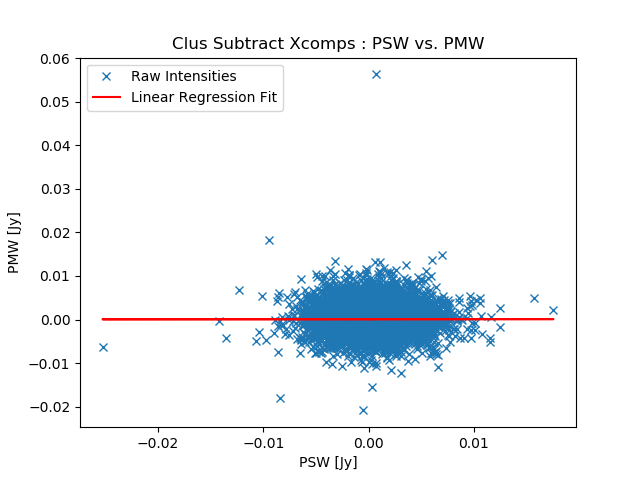 Clus Subtract Xcomps : PSW vs. PMW
Raw Intensities
Linear Regression Fit
0.06
0.05
0.04
0.03
0.02
0.01
0.00
−0.01
−0.02
PMW [Jy]
−0.02
−0.01
0.00
0.01
PSW [Jy]